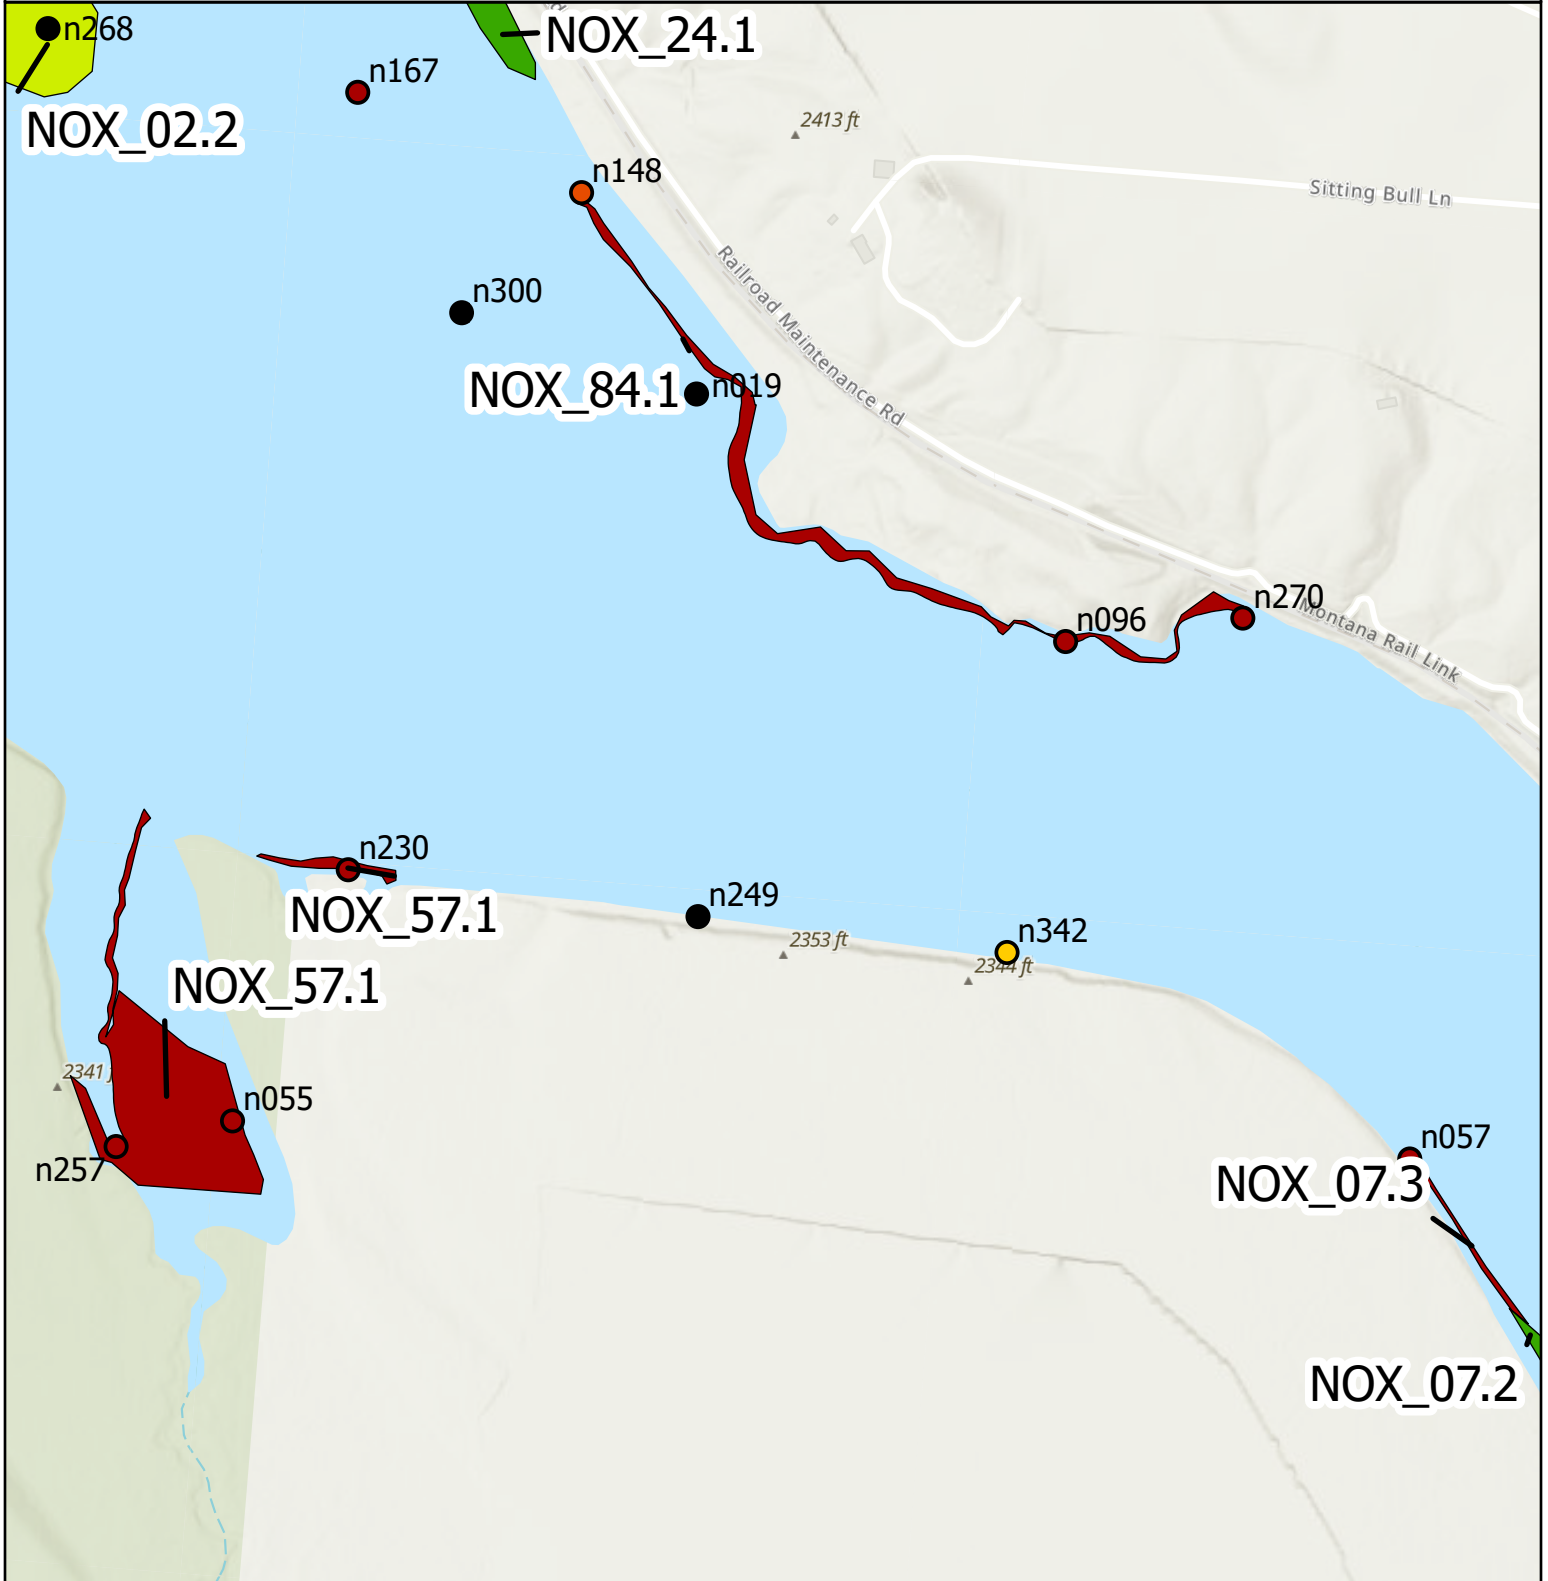 n268
NOX_24.1
n167
NOX_02.2
2413 ft
n148
Sitting Bull Ln
n300
Railroad Maintenance Rd
NOX_84.1
n019
n270
n096
Montana Rail Link
n230
n249
NOX_57.1
n342
2353 ft
2344 ft
NOX_57.1
2341
n055
n057
n257
NOX_07.3
NOX_07.2